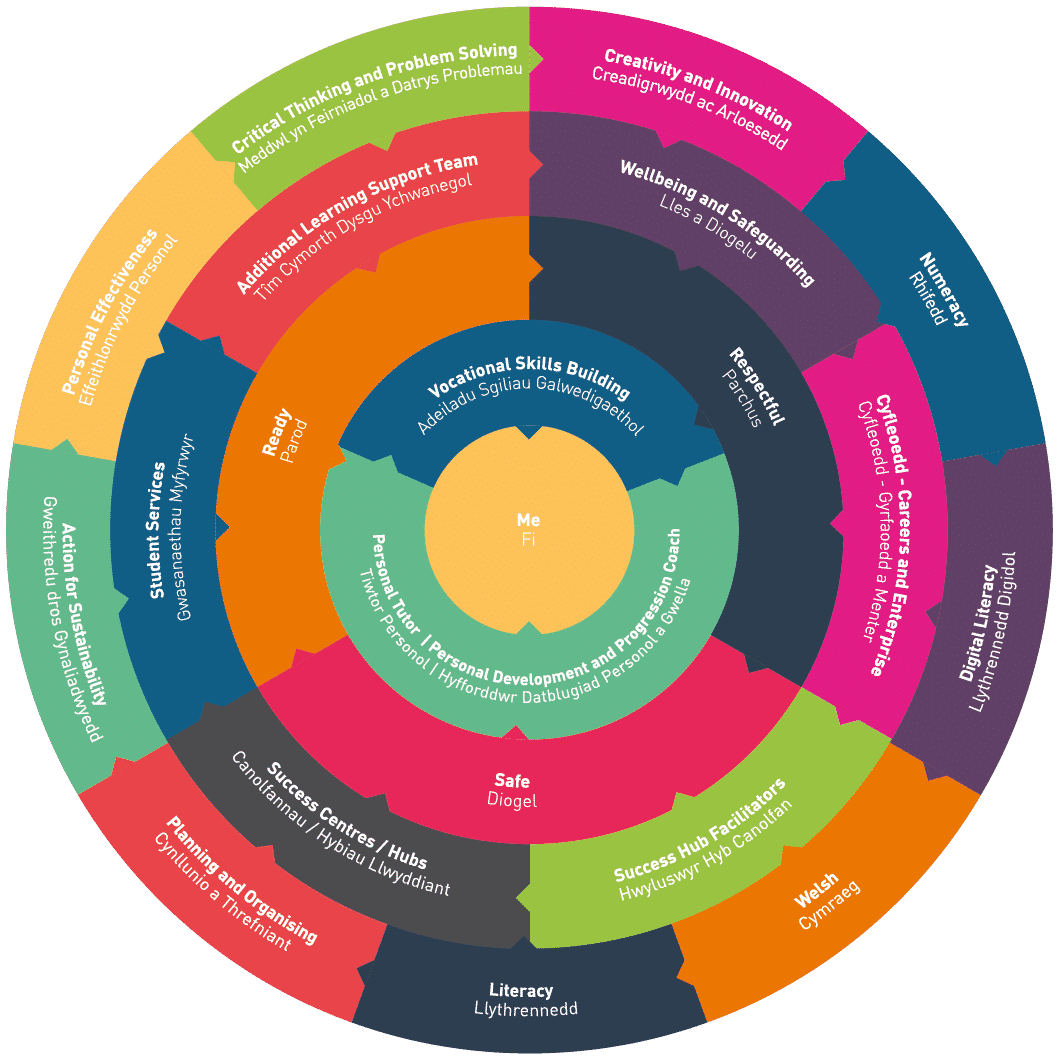 Critical Thinking and Problem Solving
Meddwl yn Feirniadol a Datrys Problemau
Creativity and Innovation
Creadigrwydd ac Arloesedd
Numeracy
Rhifedd
Digital Literacy
Llythrennedd Digidol
Welsh
Cymraeg
Literacy
Llythrennedd
Planning and Organising
Cynllunio a Threfniant
Action for Sustainability
Gweithredu dros Gynaliadwyedd
Personal Effectiveness
Effeithlonrwydd Personol
Additional Learning Support Team
Tîm Cymorth Dysgu Ychwanegol
Wellbeing and Safeguarding
Lles a Diogelu
Cyfleoedd - Careers and Enterprise
Cyfleoedd - Gyrfaoedd a Menter
Success Hub Facilitators
Hwyluswyr Hyb Canolfan
Success Centres / Hubs
Canolfannau / Hybiau Llwyddiant
Student Services
Gwasanaethau Myfyrwyr
Ready
Parod
Respectful
Parchus
Safe
Diogel
Vocational Skills Building
Adeiladu Sgiliau Galwedigaethol
Personal Tutor | Personal Development and Progression Coach
Tiwtor Personol | Hyfforddwr Datblugiad Personol a Gwella
Me
Fi